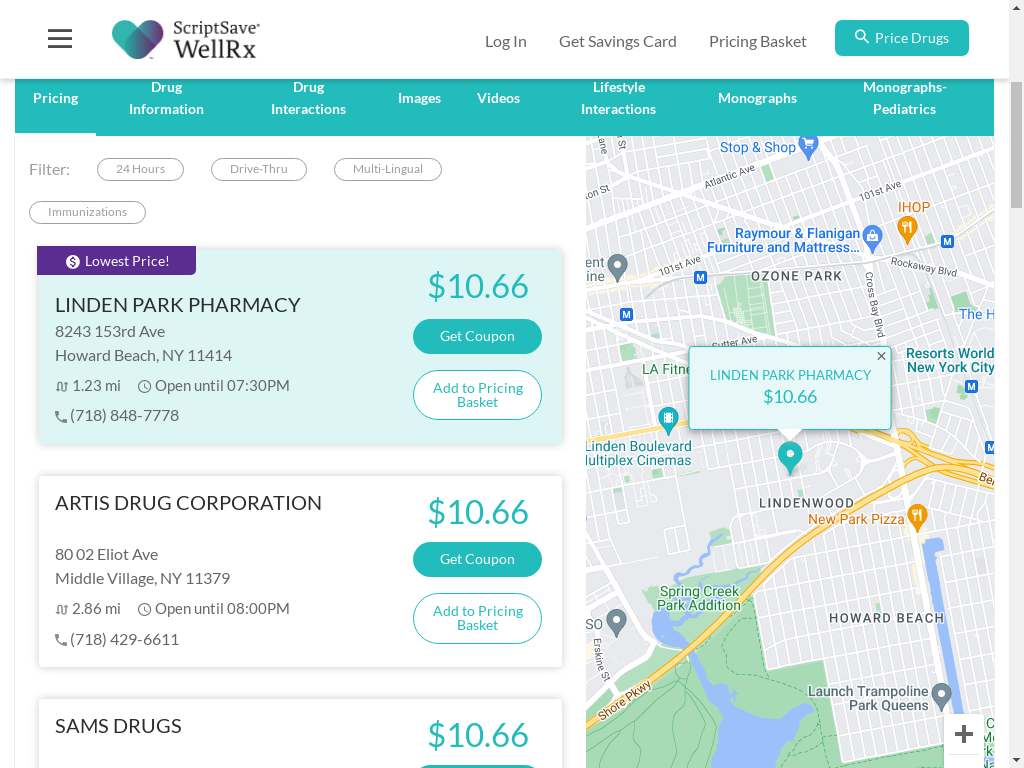 ScriptSave®
WellRx
Log In
Get Savings Card
Pricing Basket
Price Drugs
Pricing
Drug
Information
Drug
Interactions
Images
Videos
Lifestyle
Interactions
Monographs
Monographs-
Pediatrics
Filter:
24 Hours
Drive-Thru
Multi-Lingual
Immunizations
Lowest Price!
LINDEN PARK PHARMACY
8243 153rd Ave
Howard Beach, NY 11414
1.23 mi
Open until 07:30PM
(718) 848-7778
$10.66
Get Coupon
Add to Pricing
Basket
ARTIS DRUG CORPORATION
80 02 Eliot Ave
Middle Village, NY 11379
2.86 mi
Open until 08:00PM
(718) 429-6611
$10.66
Get Coupon
Add to Pricing
Basket
SAMS DRUGS
$10.66
Stop & Shop
Atlantic Ave
101st Ave
IHOP
Raymour & Flanigan
Furniture and Mattress...
M
Rockaway Blvd
101st Ave
M
OZONE PARK
Cross Bay Blvd
M
The H
Sutter Ave
Resorts World
New York City
LA Fitne
M
LINDEN PARK PHARMACY
$10.66
Linden Boulevard
Multiplex Cinemas
M
LINDENWOOD
New Park Pizza
Spring Creek
Park Addition
HOWARD BEACH
Erskine St
Shore Pkwy
Launch Trampoline
Park Queens